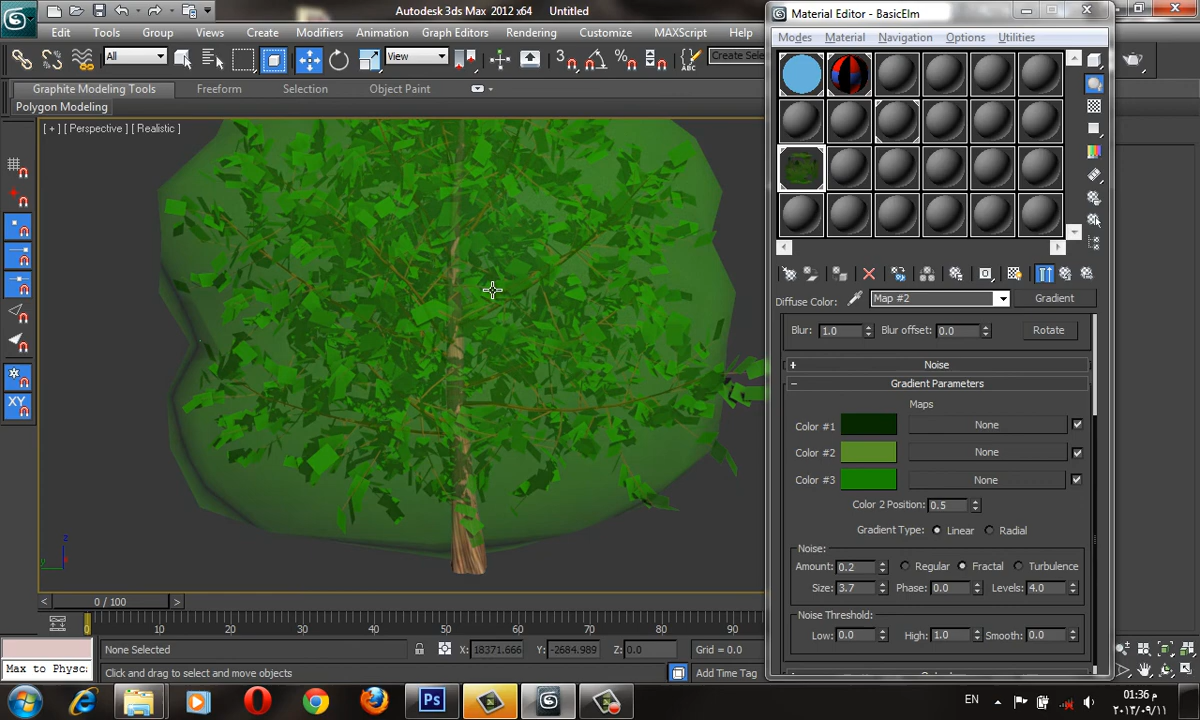 Autodesk 3ds Max 2012 x64 Untitled
Edit Tools Group Views Create Modifiers Animation Graph Editors Rendering Customize MAXScript Help
All
View
Create Se
Graphite Modeling Tools Freeform Selection Object Paint
Polygon Modeling
[ + ] [ Perspective ] [ Realistic ]
z
XY
0 / 100
0 10 20 30 40 50 60 70 80 90
None Selected X: 18371.666 Y: -2684.989 Z: 0.0 Grid = 0.0
Max to Physc
Click and drag to select and move objects
Add Time Tag
Material Editor - BasicElm
Modes Material Navigation Options Utilities
Diffuse Color: Map #2 Gradient
Blur: 1.0 Blur offset: 0.0 Rotate
+ Noise
- Gradient Parameters
Maps
Color #1 None
Color #2 None
Color #3 None
Color 2 Position: 0.5
Gradient Type: Linear Radial
Noise:
Amount: 0.2 Regular Fractal Turbulence
Size: 3.7 Phase: 0.0 Levels: 4.0
Noise Threshold:
Low: 0.0 High: 1.0 Smooth: 0.0
Ps
EN
01:36 م
٢٠١٣/٠٩/١١